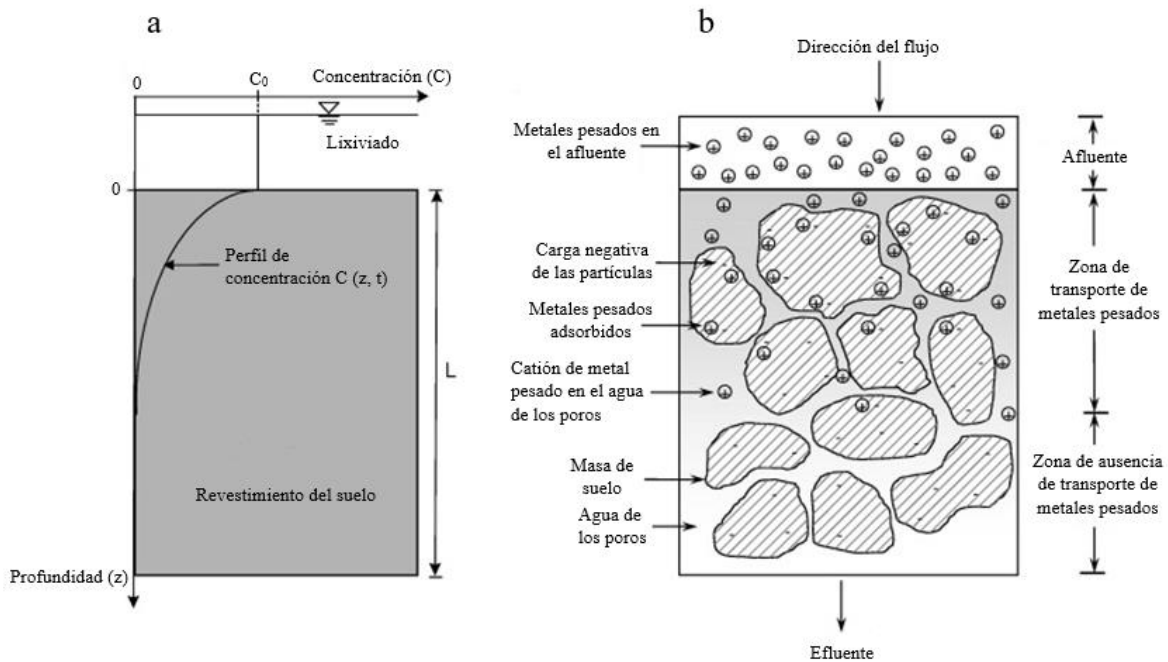 a
0
C0
Concentración (C)
Lixiviado
0
Perfil de
concentración C (z, t)
L
Revestimiento del suelo
Profundidad (z)
b
Dirección del flujo
Metales pesados en
el afluente
Afluente
Carga negativa
de las partículas
Metales pesados
adsorbidos
Catión de metal
pesado en el agua
de los poros
Masa de
suelo
Agua de
los poros
Zona de
transporte de
metales pesados
Zona de ausencia
de transporte de
metales pesados
Efluente